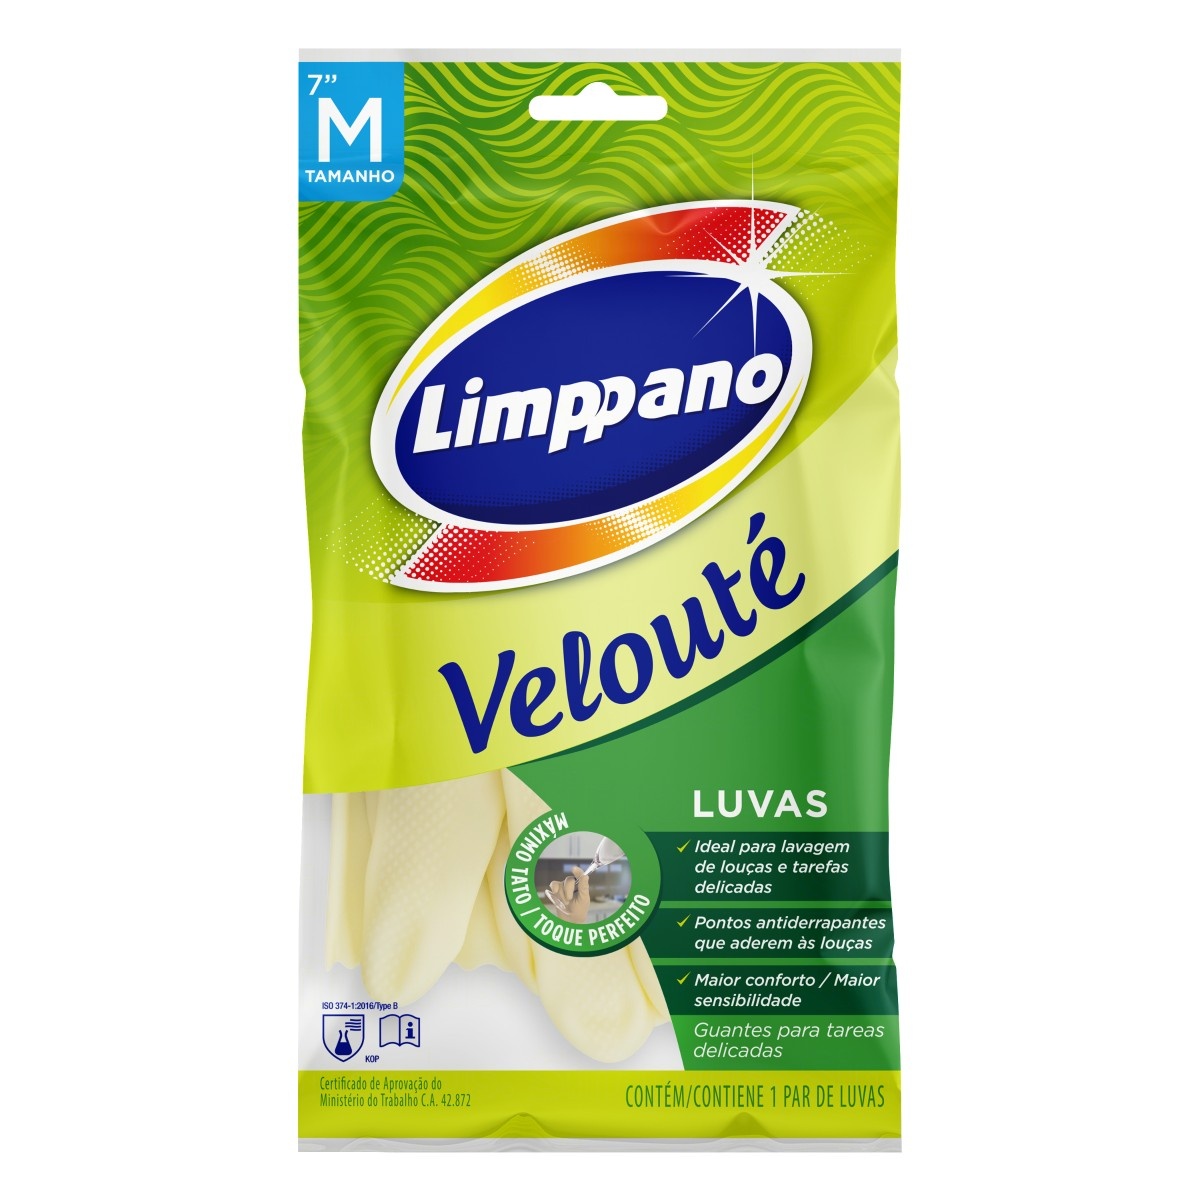 7”
M
TAMANHO
Limppano
Velouté
LUVAS
MÁXIMO TATO / TOQUE PERFEITO
✓ Ideal para lavagem
de louças e tarefas
delicadas
✓ Pontos antiderrapantes
que aderem às louças
✓ Maior conforto / Maior
sensibilidade
Guantes para tareas
delicadas
ISO 374-1:2016/Type B
i
KOP
Certificado de Aprovação do
Ministério do Trabalho C.A. 42.872
CONTÉM/CONTIENE 1 PAR DE LUVAS